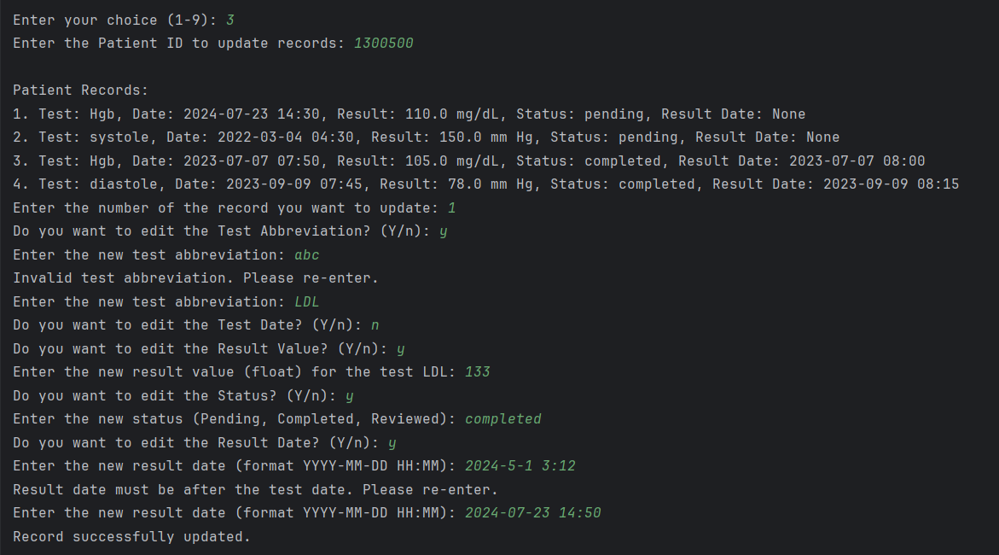 Enter your choice (1-9): 3
Enter the Patient ID to update records: 1300500
Patient Records:
1. Test: Hgb, Date: 2024-07-23 14:30, Result: 110.0 mg/dL, Status: pending, Result Date: None
2. Test: systole, Date: 2022-03-04 04:30, Result: 150.0 mm Hg, Status: pending, Result Date: None
3. Test: Hgb, Date: 2023-07-07 07:50, Result: 105.0 mg/dL, Status: completed, Result Date: 2023-07-07 08:00
4. Test: diastole, Date: 2023-09-09 07:45, Result: 78.0 mm Hg, Status: completed, Result Date: 2023-09-09 08:15
Enter the number of the record you want to update: 1
Do you want to edit the Test Abbreviation? (Y/n): y
Enter the new test abbreviation: abc
Invalid test abbreviation. Please re-enter.
Enter the new test abbreviation: LDL
Do you want to edit the Test Date? (Y/n): n
Do you want to edit the Result Value? (Y/n): y
Enter the new result value (float) for the test LDL: 133
Do you want to edit the Status? (Y/n): y
Enter the new status (Pending, Completed, Reviewed): completed
Do you want to edit the Result Date? (Y/n): y
Enter the new result date (format YYYY-MM-DD HH:MM): 2024-5-1 3:12
Result date must be after the test date. Please re-enter.
Enter the new result date (format YYYY-MM-DD HH:MM): 2024-07-23 14:50
Record successfully updated.